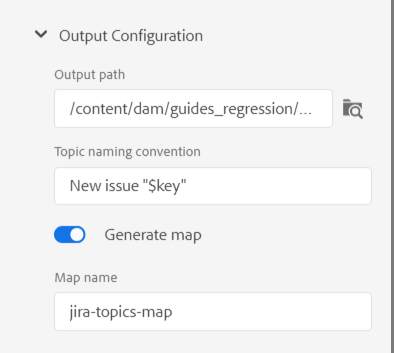 Output Configuration
Output path
/content/dam/guides_regression/...
Topic naming convention
New issue "$key"
Generate map
Map name
jira-topics-map